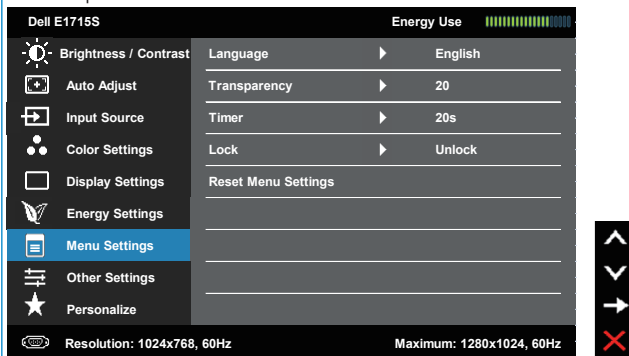 Dell E1715S Energy Use
Brightness / Contrast Language English
Auto Adjust Transparency 20
Input Source Timer 20s
Color Settings Lock Unlock
Display Settings Reset Menu Settings
Energy Settings
Menu Settings
Other Settings
Personalize
Resolution: 1024x768, 60Hz Maximum: 1280x1024, 60Hz